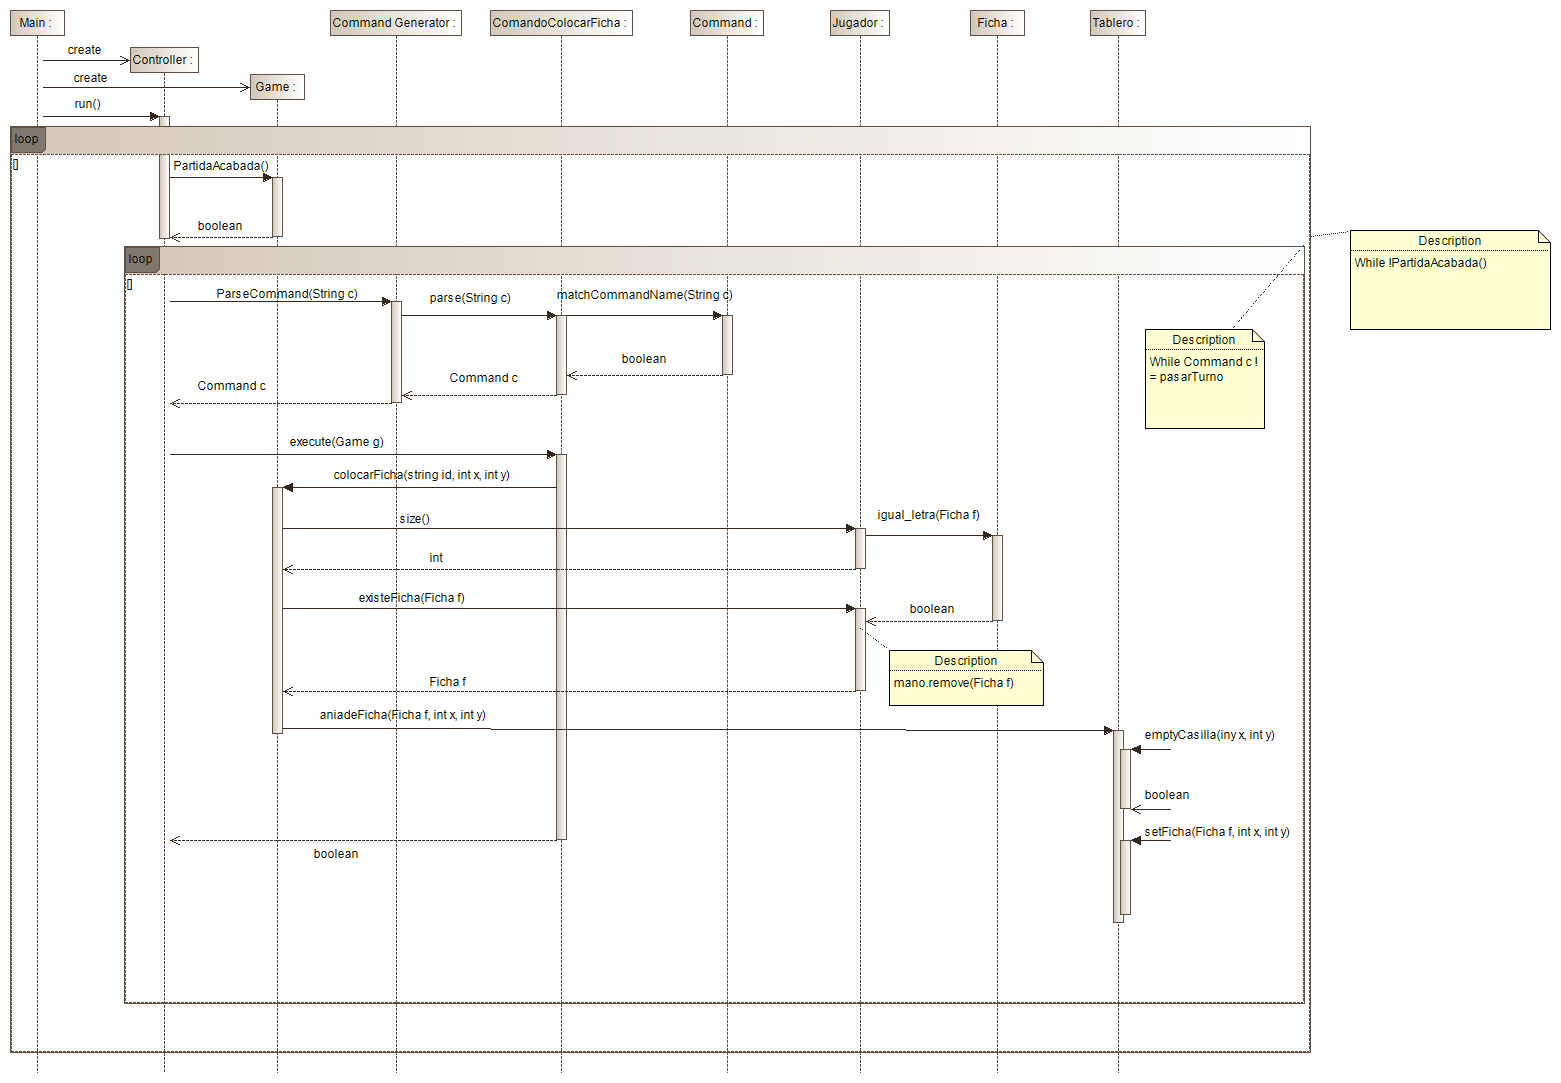 Main :
Command Generator :
ComandoColocarFicha :
Command :
Jugador :
Ficha :
Tablero :
create
Controller :
create
Game :
run()
loop
[]
PartidaAcabada()
boolean
Description
While !PartidaAcabada()
loop
[]
ParseCommand(String c)
parse(String c)
matchCommandName(String c)
Description
While Command c !
= pasarTurno
boolean
Command c
Command c
execute(Game g)
colocarFicha(string id, int x, int y)
size()
igual_letra(Ficha f)
int
existeFicha(Ficha f)
boolean
Description
mano.remove(Ficha f)
Ficha f
aniadeFicha(Ficha f, int x, int y)
emptyCasilla(iny x, int y)
boolean
setFicha(Ficha f, int x, int y)
boolean